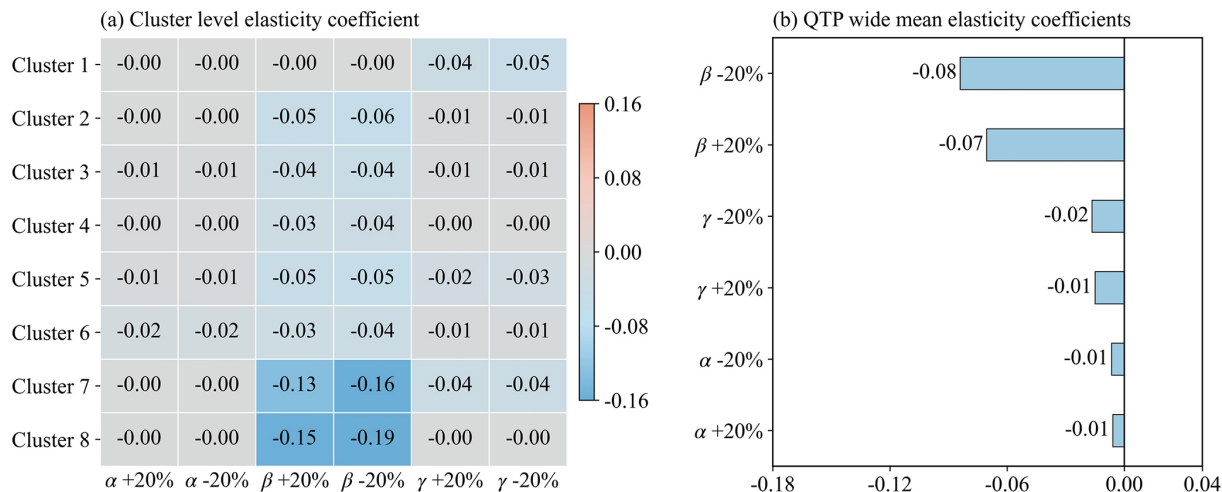 (a) Cluster level elasticity coefficient
Cluster 1 -0.00 -0.00 -0.00 -0.00 -0.04 -0.05
Cluster 2 -0.00 -0.00 -0.05 -0.06 -0.01 -0.01
Cluster 3 -0.01 -0.01 -0.04 -0.04 -0.01 -0.01
Cluster 4 -0.00 -0.00 -0.03 -0.04 -0.00 -0.00
Cluster 5 -0.01 -0.01 -0.05 -0.05 -0.02 -0.03
Cluster 6 -0.02 -0.02 -0.03 -0.04 -0.01 -0.01
Cluster 7 -0.00 -0.00 -0.13 -0.16 -0.04 -0.04
Cluster 8 -0.00 -0.00 -0.15 -0.19 -0.00 -0.00
α +20% α -20% β +20% β -20% γ +20% γ -20%
0.16
0.08
0.00
-0.08
-0.16
(b) QTP wide mean elasticity coefficients
β -20% -0.08
β +20% -0.07
γ -20% -0.02
γ +20% -0.01
α -20% -0.01
α +20% -0.01
-0.18 -0.12 -0.06 0.00 0.04